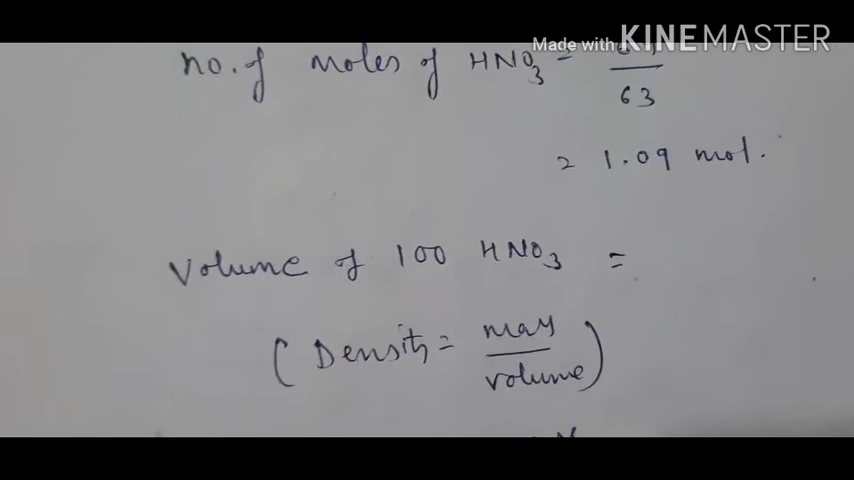 Made with KINEMASTER
no. of moles of HNO3 =
63
= 1.09 mol.
Volume of 100 HNO3 =
( Density = mass
volume )